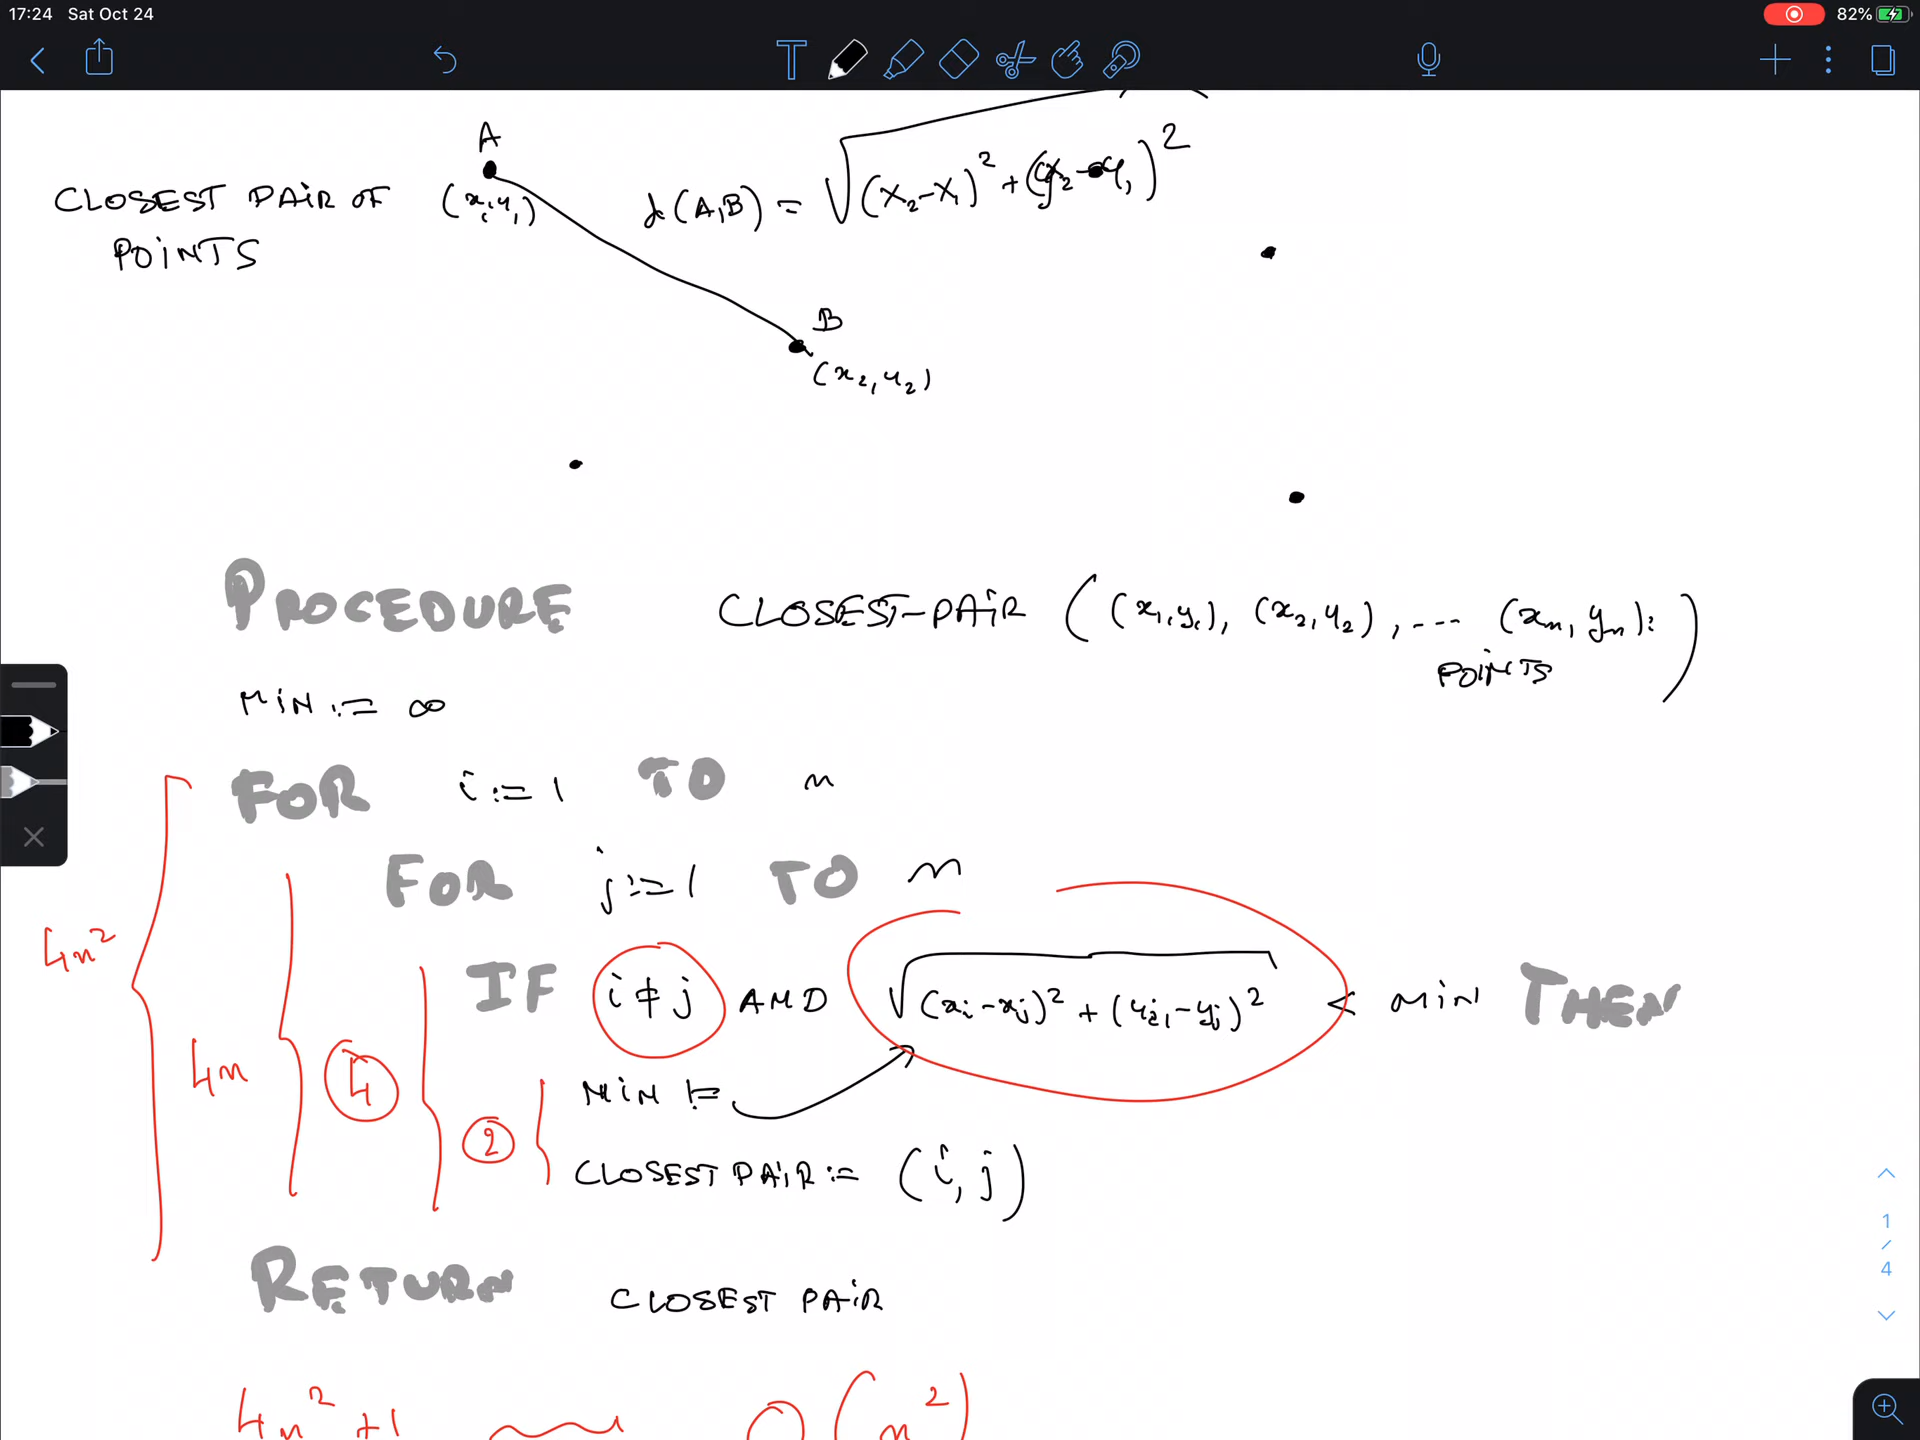 17:24 Sat Oct 24 82%
A
CLOSEST PAIR OF (x₁,y₁) d(A,B) = √(x₂-x₁)² + (y₂-y₁)²
POINTS
B
(x₂,y₂)
PROCEDURE CLOSEST-PAIR ((x₁,y₁), (x₂,y₂), ... (xₙ,yₙ): POINTS)
MIN := ∞
FOR i := 1 TO n
FOR j := 1 TO n
4n² IF i ≠ j AND √(xᵢ-xⱼ)² + (yᵢ-yⱼ)² < MIN THEN
4n 4 MIN :=
2 CLOSEST PAIR := (i, j)
RETURN CLOSEST PAIR
4n² + 1 ~ O(n²)
1
/
4